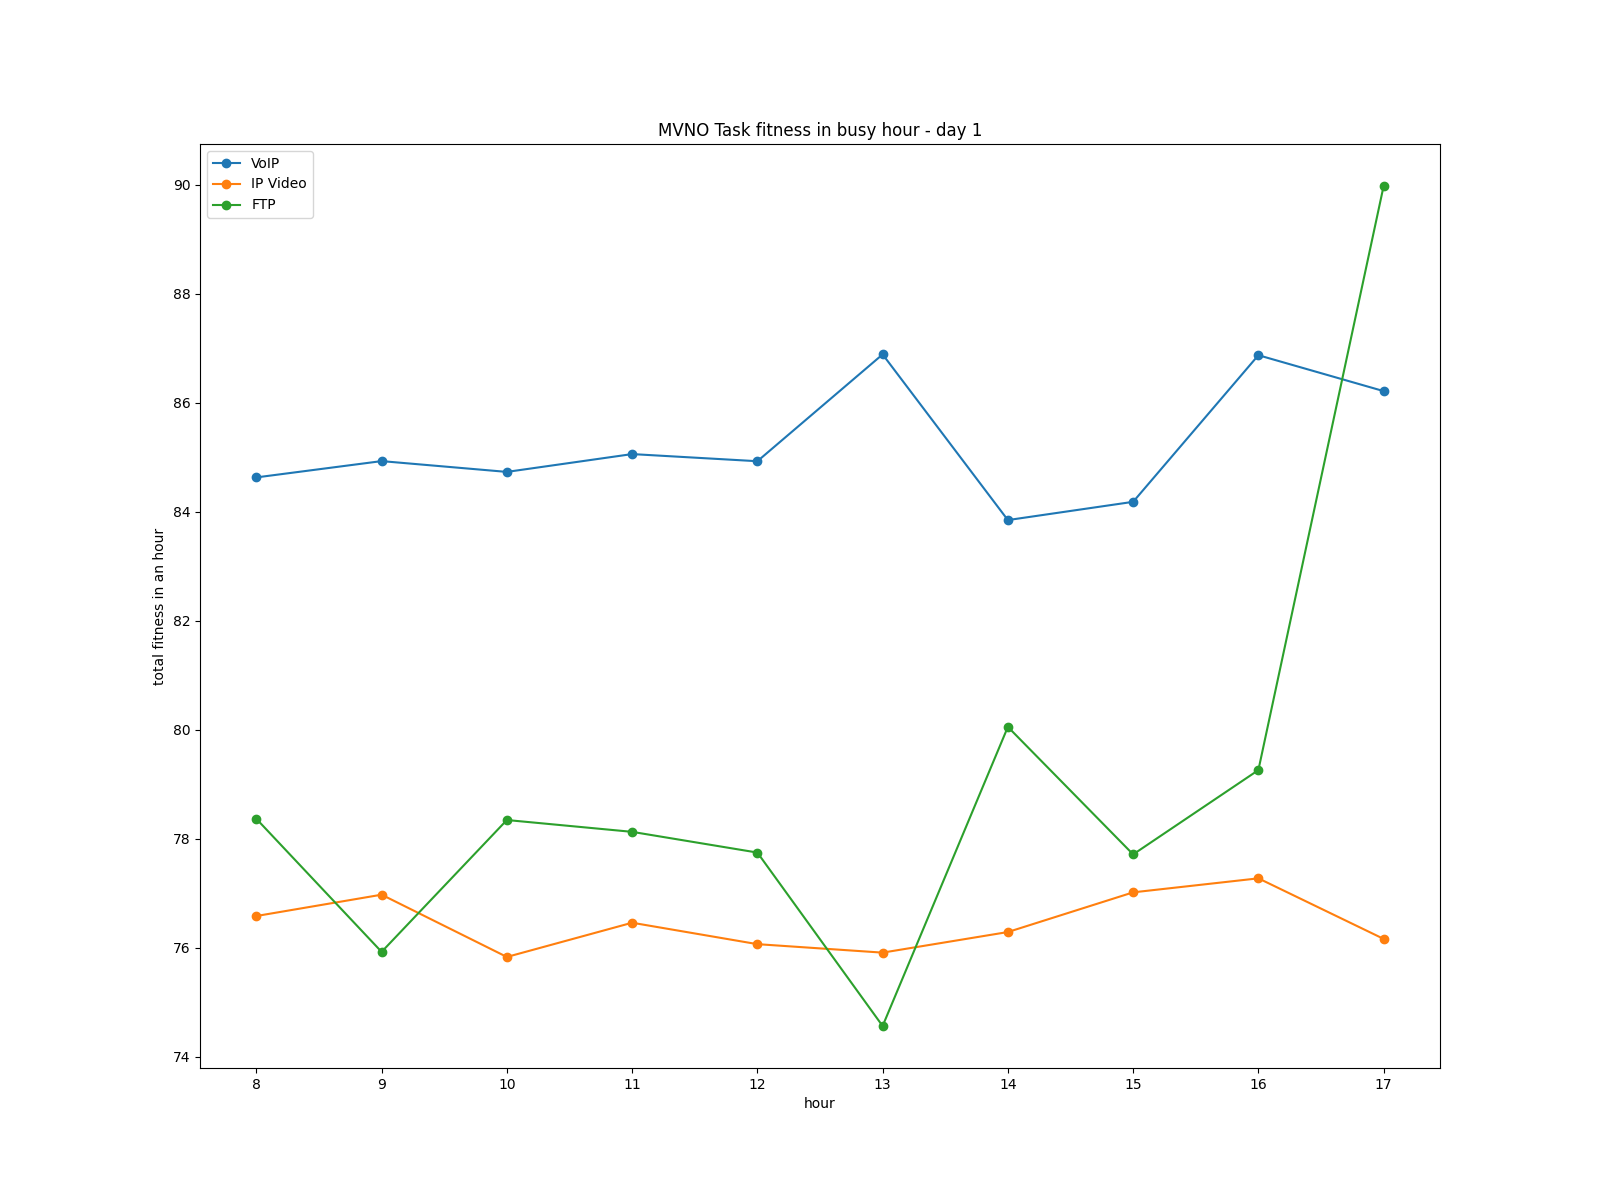 MVNO Task fitness in busy hour - day 1
VoIP
IP Video
FTP
90
88
86
84
82
80
78
76
74
total fitness in an hour
8 9 10 11 12 13 14 15 16 17
hour